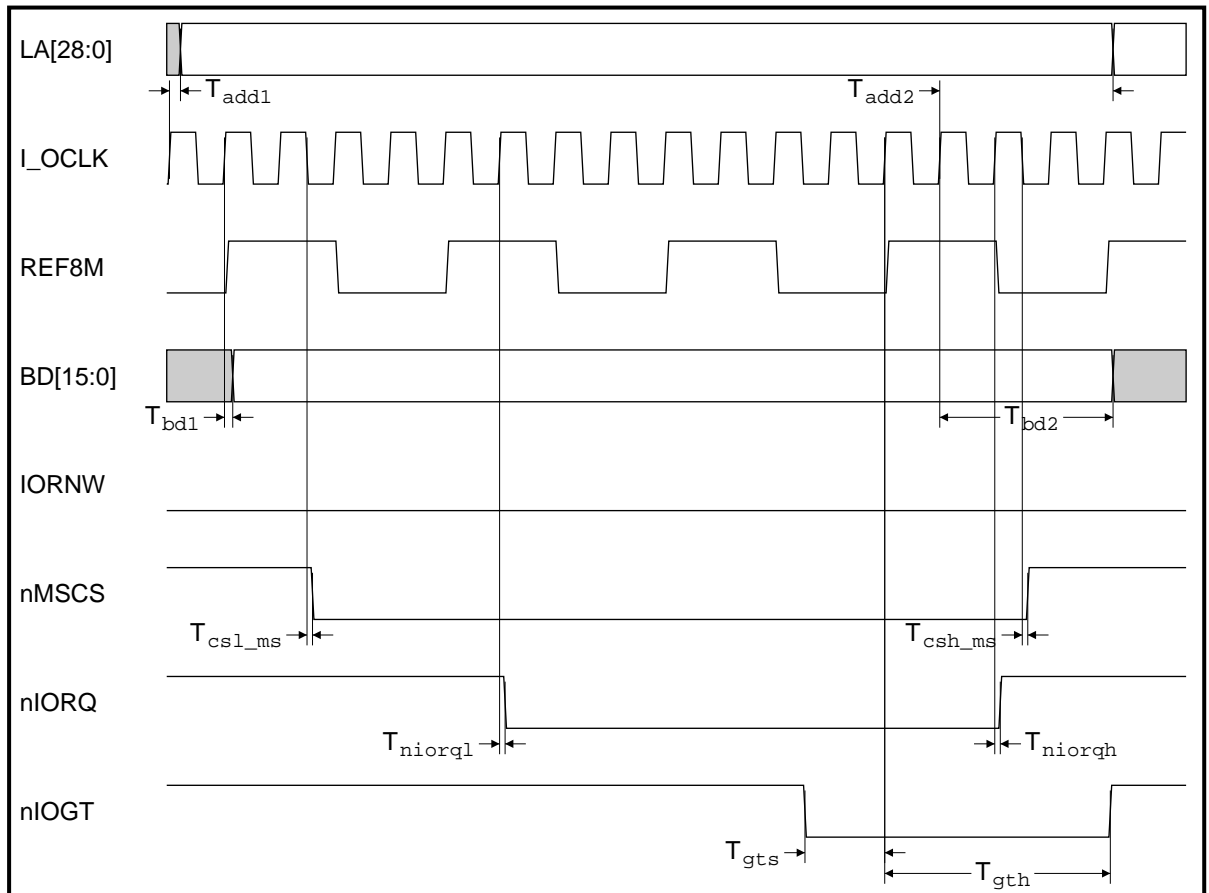 LA[28:0]
Tadd1
Tadd2
I_OCLK
REF8M
BD[15:0]
Tbd1
Tbd2
IORNW
nMSCS
Tcsl_ms
Tcsh_ms
nIORQ
Tniorql
Tniorqh
nIOGT
Tgts
Tgth